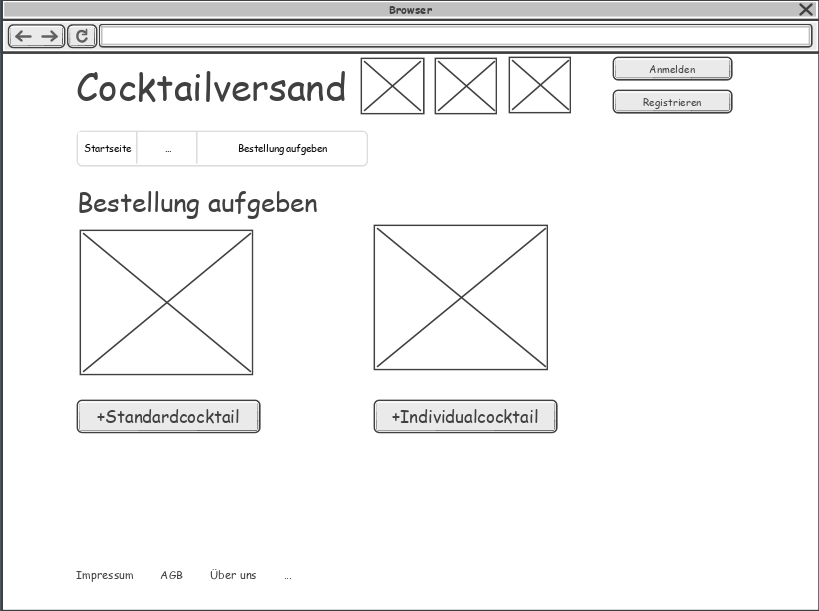 Browser
Cocktailversand
Anmelden
Registrieren
Startseite ... Bestellung aufgeben
Bestellung aufgeben
+Standardcocktail +Individualcocktail
Impressum AGB Über uns ...